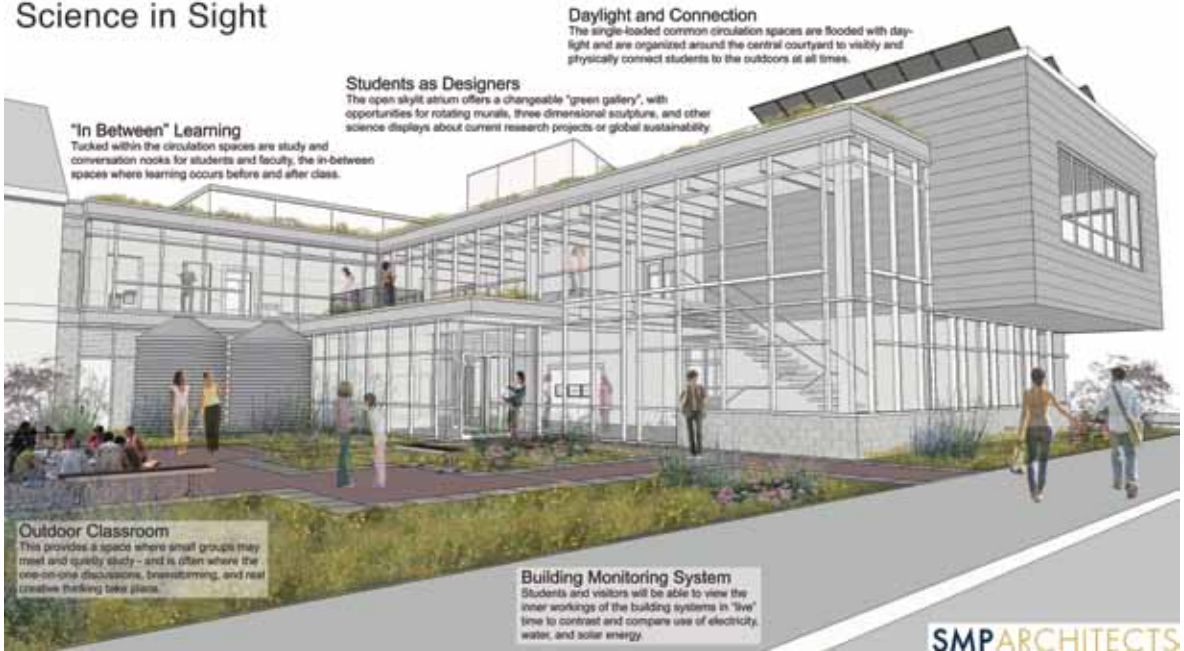 Science in Sight
Daylight and Connection
The single-loaded common circulation spaces are flooded with day-
light and are organized around the central courtyard to visibly and
physically connect students to the outdoors at all times.
Students as Designers
The open skylit atrium offers a changeable "green gallery", with
opportunities for rotating murals, three dimensional sculpture, and other
science displays about current research projects or global sustainability
"In Between" Learning
Tucked within the circulation spaces are study and
conversation nooks for students and faculty, the in-between
spaces where learning occurs before and after class.
Outdoor Classroom
This provides a space where small groups may
meet and quietly study - and is often where the
one-on-one discussions, brainstorming, and real
creative thinking take place.
Building Monitoring System
Students and visitors will be able to view the
inner workings of the building systems in "live"
time to contrast and compare use of electricity,
water, and solar energy.
SMPARCHITECTS